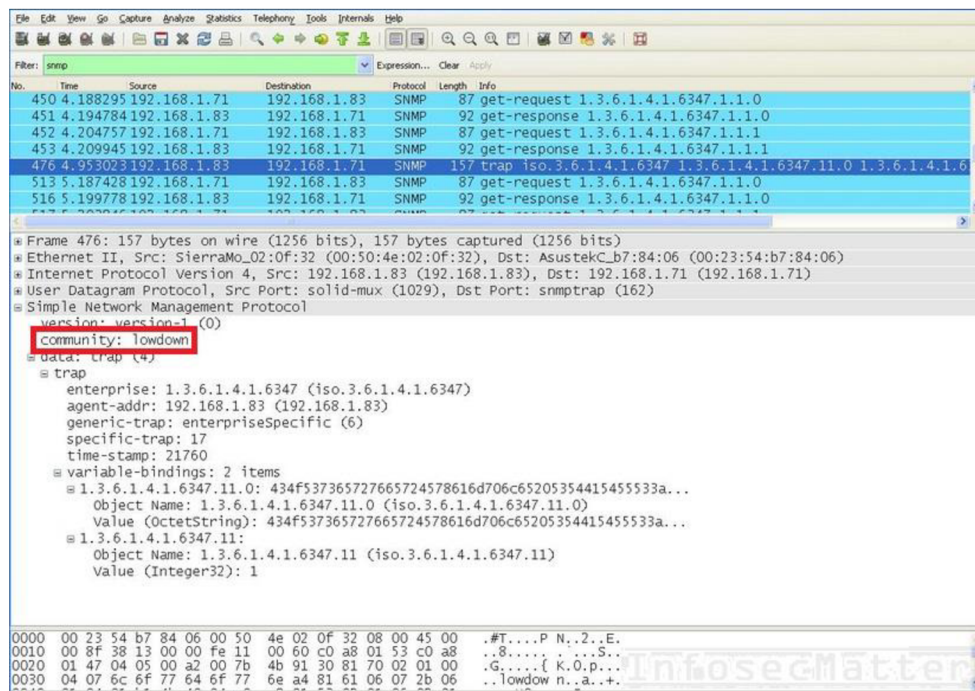 File Edit View Go Capture Analyze Statistics Telephony Tools Internals Help
Filter: snmp Expression... Clear Apply
No. Time Source Destination Protocol Length Info
450 4.188295 192.168.1.71 192.168.1.83 SNMP 87 get-request 1.3.6.1.4.1.6347.1.1.0
451 4.194784 192.168.1.83 192.168.1.71 SNMP 92 get-response 1.3.6.1.4.1.6347.1.1.0
452 4.204757 192.168.1.71 192.168.1.83 SNMP 87 get-request 1.3.6.1.4.1.6347.1.1.1
453 4.209945 192.168.1.83 192.168.1.71 SNMP 92 get-response 1.3.6.1.4.1.6347.1.1.1
476 4.953023 192.168.1.83 192.168.1.71 SNMP 157 trap iso.3.6.1.4.1.6347 1.3.6.1.4.1.6347.11.0 1.3.6.1.4.1.6
513 5.187428 192.168.1.71 192.168.1.83 SNMP 87 get-request 1.3.6.1.4.1.6347.1.1.0
516 5.199778 192.168.1.83 192.168.1.71 SNMP 92 get-response 1.3.6.1.4.1.6347.1.1.0
Frame 476: 157 bytes on wire (1256 bits), 157 bytes captured (1256 bits)
Ethernet II, Src: SierraMo_02:0f:32 (00:50:4e:02:0f:32), Dst: AsustekC_b7:84:06 (00:23:54:b7:84:06)
Internet Protocol Version 4, Src: 192.168.1.83 (192.168.1.83), Dst: 192.168.1.71 (192.168.1.71)
User Datagram Protocol, Src Port: solid-mux (1029), Dst Port: snmptrap (162)
Simple Network Management Protocol
version: version-1 (0)
community: lowdown
data: trap (4)
trap
enterprise: 1.3.6.1.4.1.6347 (iso.3.6.1.4.1.6347)
agent-addr: 192.168.1.83 (192.168.1.83)
generic-trap: enterpriseSpecific (6)
specific-trap: 17
time-stamp: 21760
variable-bindings: 2 items
1.3.6.1.4.1.6347.11.0: 434f537365727665724578616d706c65205354415455533a...
Object Name: 1.3.6.1.4.1.6347.11.0 (iso.3.6.1.4.1.6347.11.0)
Value (OctetString): 434f537365727665724578616d706c65205354415455533a...
1.3.6.1.4.1.6347.11:
Object Name: 1.3.6.1.4.1.6347.11 (iso.3.6.1.4.1.6347.11)
Value (Integer32): 1
0000 00 23 54 b7 84 06 00 50 4e 02 0f 32 08 00 45 00 .#T....P N..2..E.
0010 00 8f 38 13 00 00 fe 11 00 60 c0 a8 01 53 c0 a8 ..8..... .`...S..
0020 01 47 04 05 00 a2 00 7b 4b 91 30 81 70 02 01 00 .G.....{ K.0.p...
0030 04 07 6c 6f 77 64 6f 77 6e a4 81 61 06 07 2b 06 ..lowdow n..a..+.
InfosecMatter